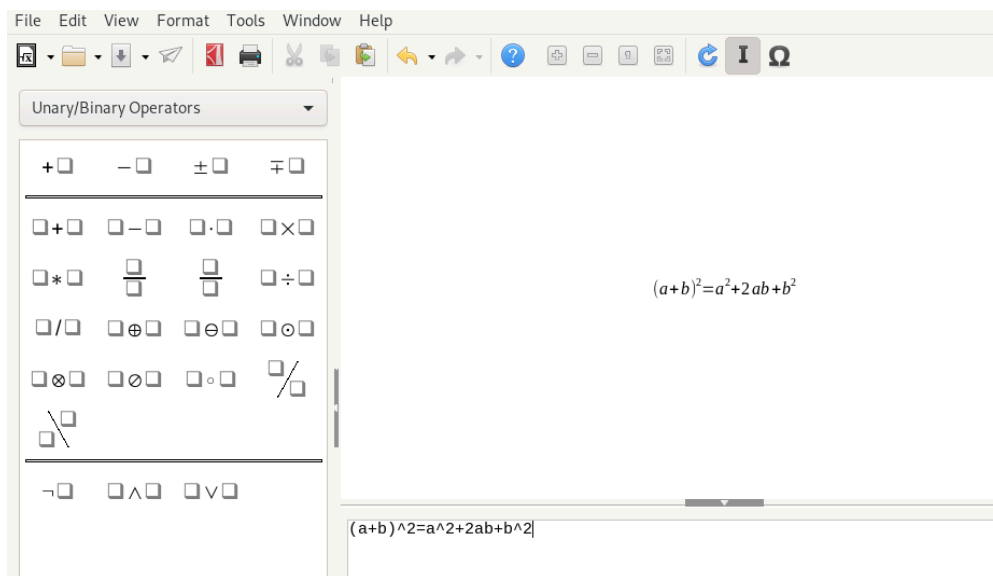 File Edit View Format Tools Window Help
Unary/Binary Operators
+□ −□ ±□ ∓□
□+□ □−□ □·□ □×□
□∗□ □/□ □/□ □÷□
□/□ □⊕□ □⊖□ □⊙□
□⊗□ □⊘□ □∘□ □/□
□\□
¬□ □∧□ □∨□
(a+b)²=a²+2ab+b²
(a+b)^2=a^2+2ab+b^2